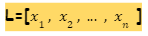 L=[x₁, x₂, ... , xₙ ]